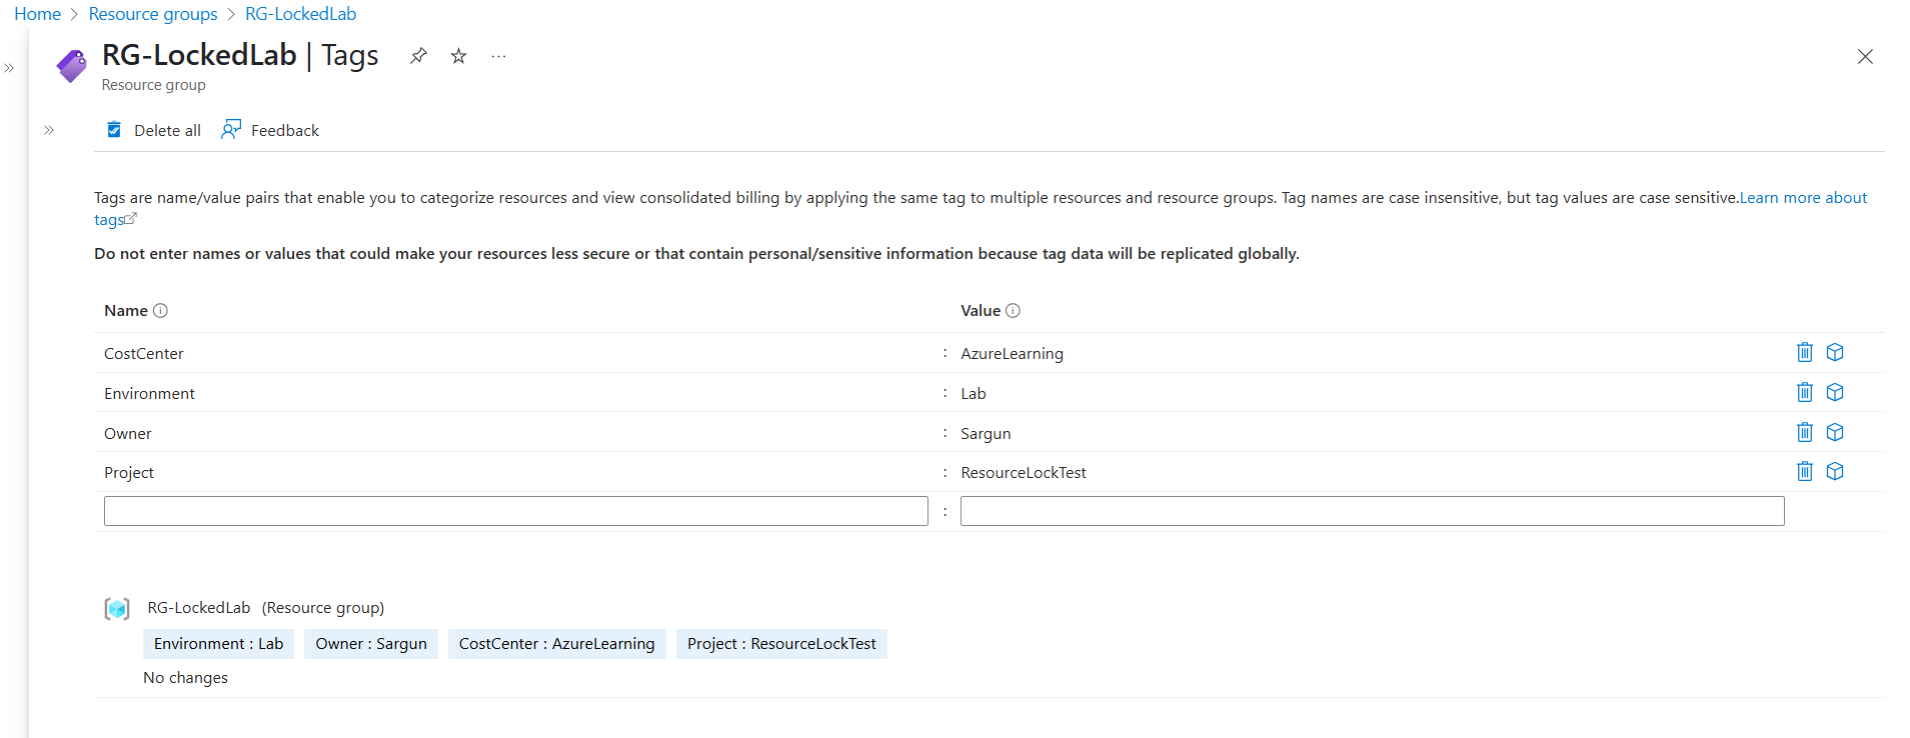 Home > Resource groups > RG-LockedLab
RG-LockedLab | Tags
Resource group
Delete all Feedback
Tags are name/value pairs that enable you to categorize resources and view consolidated billing by applying the same tag to multiple resources and resource groups. Tag names are case insensitive, but tag values are case sensitive.Learn more about
tags
Do not enter names or values that could make your resources less secure or that contain personal/sensitive information because tag data will be replicated globally.
Name Value
CostCenter : AzureLearning
Environment : Lab
Owner : Sargun
Project : ResourceLockTest
:
RG-LockedLab (Resource group)
Environment : Lab Owner : Sargun CostCenter : AzureLearning Project : ResourceLockTest
No changes